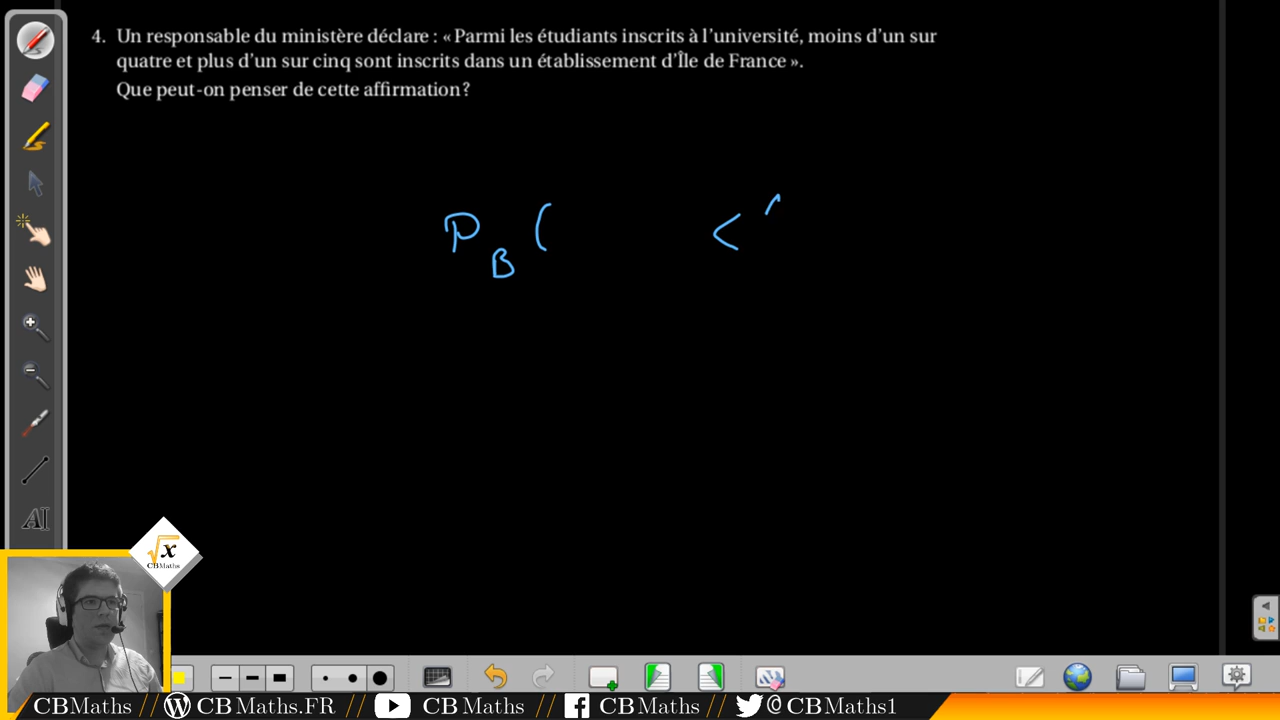 4. Un responsable du ministère déclare : « Parmi les étudiants inscrits à l'université, moins d'un sur
quatre et plus d'un sur cinq sont inscrits dans un établissement d'Île de France ».
Que peut-on penser de cette affirmation ?
P_B ( <
AI
√x
CBMaths
CBMaths // CBMaths.FR // CBMaths // CBMaths // @CBMaths1